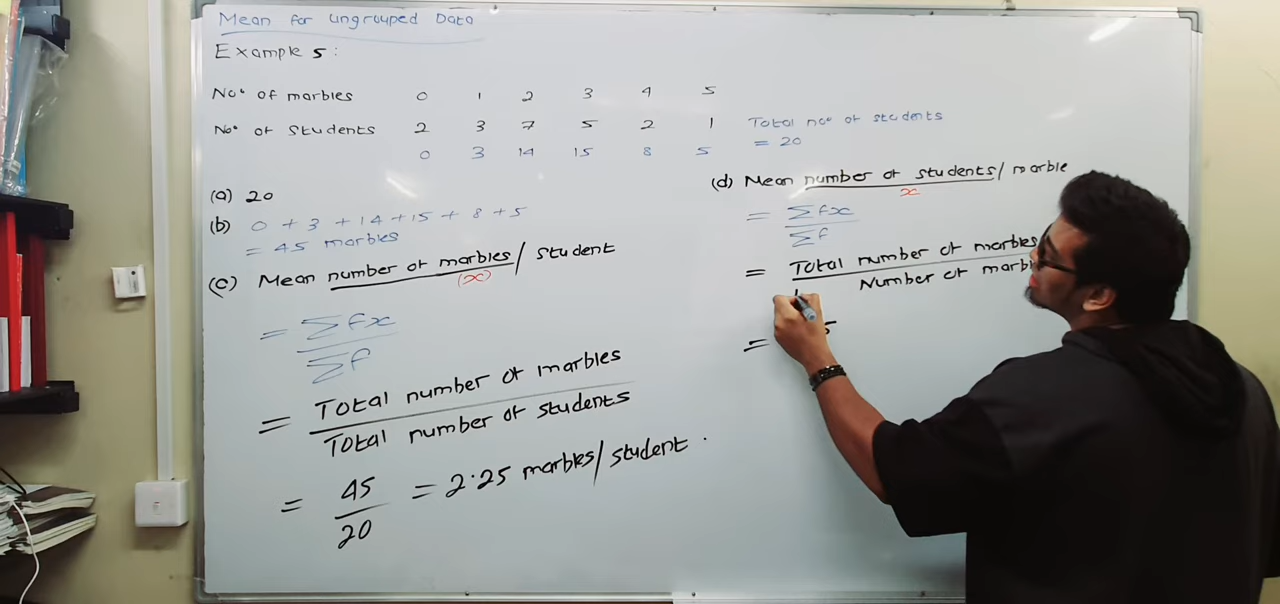 Mean for ungrouped Data
Example 5:
No. of marbles 0 1 2 3 4 5
No. of Students 2 3 7 5 2 1 Total no. of students
0 3 14 15 8 5 = 20
(a) 20
(b) 0 + 3 + 14 + 15 + 8 + 5
= 45 marbles
(c) Mean number of marbles/ student
(x)
= Σfx
Σf
= Total number of marbles
Total number of students
= 45
20
= 2.25 marbles/student.
(d) Mean number of students/ marble
x
= Σfx
Σf
= Total number of marbles
Number of
=